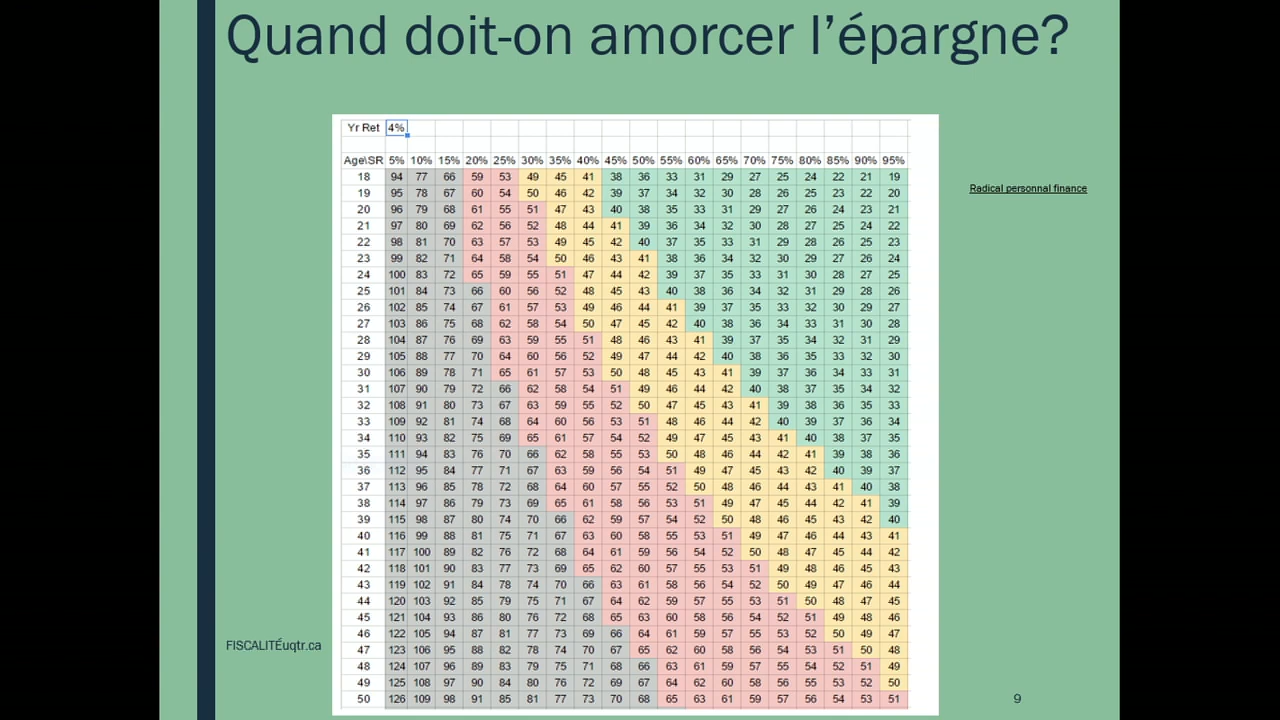 Quand doit-on amorcer l'épargne?
Yr Ret 4%
Age\SR 5% 10% 15% 20% 25% 30% 35% 40% 45% 50% 55% 60% 65% 70% 75% 80% 85% 90% 95%
18 94 77 66 59 53 49 45 41 38 36 33 31 29 27 25 24 22 21 19
19 95 78 67 60 54 50 46 42 39 37 34 32 30 28 26 25 23 22 20
20 96 79 68 61 55 51 47 43 40 38 35 33 31 29 27 26 24 23 21
21 97 80 69 62 56 52 48 44 41 39 36 34 32 30 28 27 25 24 22
22 98 81 70 63 57 53 49 45 42 40 37 35 33 31 29 28 26 25 23
23 99 82 71 64 58 54 50 46 43 41 38 36 34 32 30 29 27 26 24
24 100 83 72 65 59 55 51 47 44 42 39 37 35 33 31 30 28 27 25
25 101 84 73 66 60 56 52 48 45 43 40 38 36 34 32 31 29 28 26
26 102 85 74 67 61 57 53 49 46 44 41 39 37 35 33 32 30 29 27
27 103 86 75 68 62 58 54 50 47 45 42 40 38 36 34 33 31 30 28
28 104 87 76 69 63 59 55 51 48 46 43 41 39 37 35 34 32 31 29
29 105 88 77 70 64 60 56 52 49 47 44 42 40 38 36 35 33 32 30
30 106 89 78 71 65 61 57 53 50 48 45 43 41 39 37 36 34 33 31
31 107 90 79 72 66 62 58 54 51 49 46 44 42 40 38 37 35 34 32
32 108 91 80 73 67 63 59 55 52 50 47 45 43 41 39 38 36 35 33
33 109 92 81 74 68 64 60 56 53 51 48 46 44 42 40 39 37 36 34
34 110 93 82 75 69 65 61 57 54 52 49 47 45 43 41 40 38 37 35
35 111 94 83 76 70 66 62 58 55 53 50 48 46 44 42 41 39 38 36
36 112 95 84 77 71 67 63 59 56 54 51 49 47 45 43 42 40 39 37
37 113 96 85 78 72 68 64 60 57 55 52 50 48 46 44 43 41 40 38
38 114 97 86 79 73 69 65 61 58 56 53 51 49 47 45 44 42 41 39
39 115 98 87 80 74 70 66 62 59 57 54 52 50 48 46 45 43 42 40
40 116 99 88 81 75 71 67 63 60 58 55 53 51 49 47 46 44 43 41
41 117 100 89 82 76 72 68 64 61 59 56 54 52 50 48 47 45 44 42
42 118 101 90 83 77 73 69 65 62 60 57 55 53 51 49 48 46 45 43
43 119 102 91 84 78 74 70 66 63 61 58 56 54 52 50 49 47 46 44
44 120 103 92 85 79 75 71 67 64 62 59 57 55 53 51 50 48 47 45
45 121 104 93 86 80 76 72 68 65 63 60 58 56 54 52 51 49 48 46
46 122 105 94 87 81 77 73 69 66 64 61 59 57 55 53 52 50 49 47
47 123 106 95 88 82 78 74 70 67 65 62 60 58 56 54 53 51 50 48
48 124 107 96 89 83 79 75 71 68 66 63 61 59 57 55 54 52 51 49
49 125 108 97 90 84 80 76 72 69 67 64 62 60 58 56 55 53 52 50
50 126 109 98 91 85 81 77 73 70 68 65 63 61 59 57 56 54 53 51
Radical personnal finance
FISCALITÉuqtr.ca
9